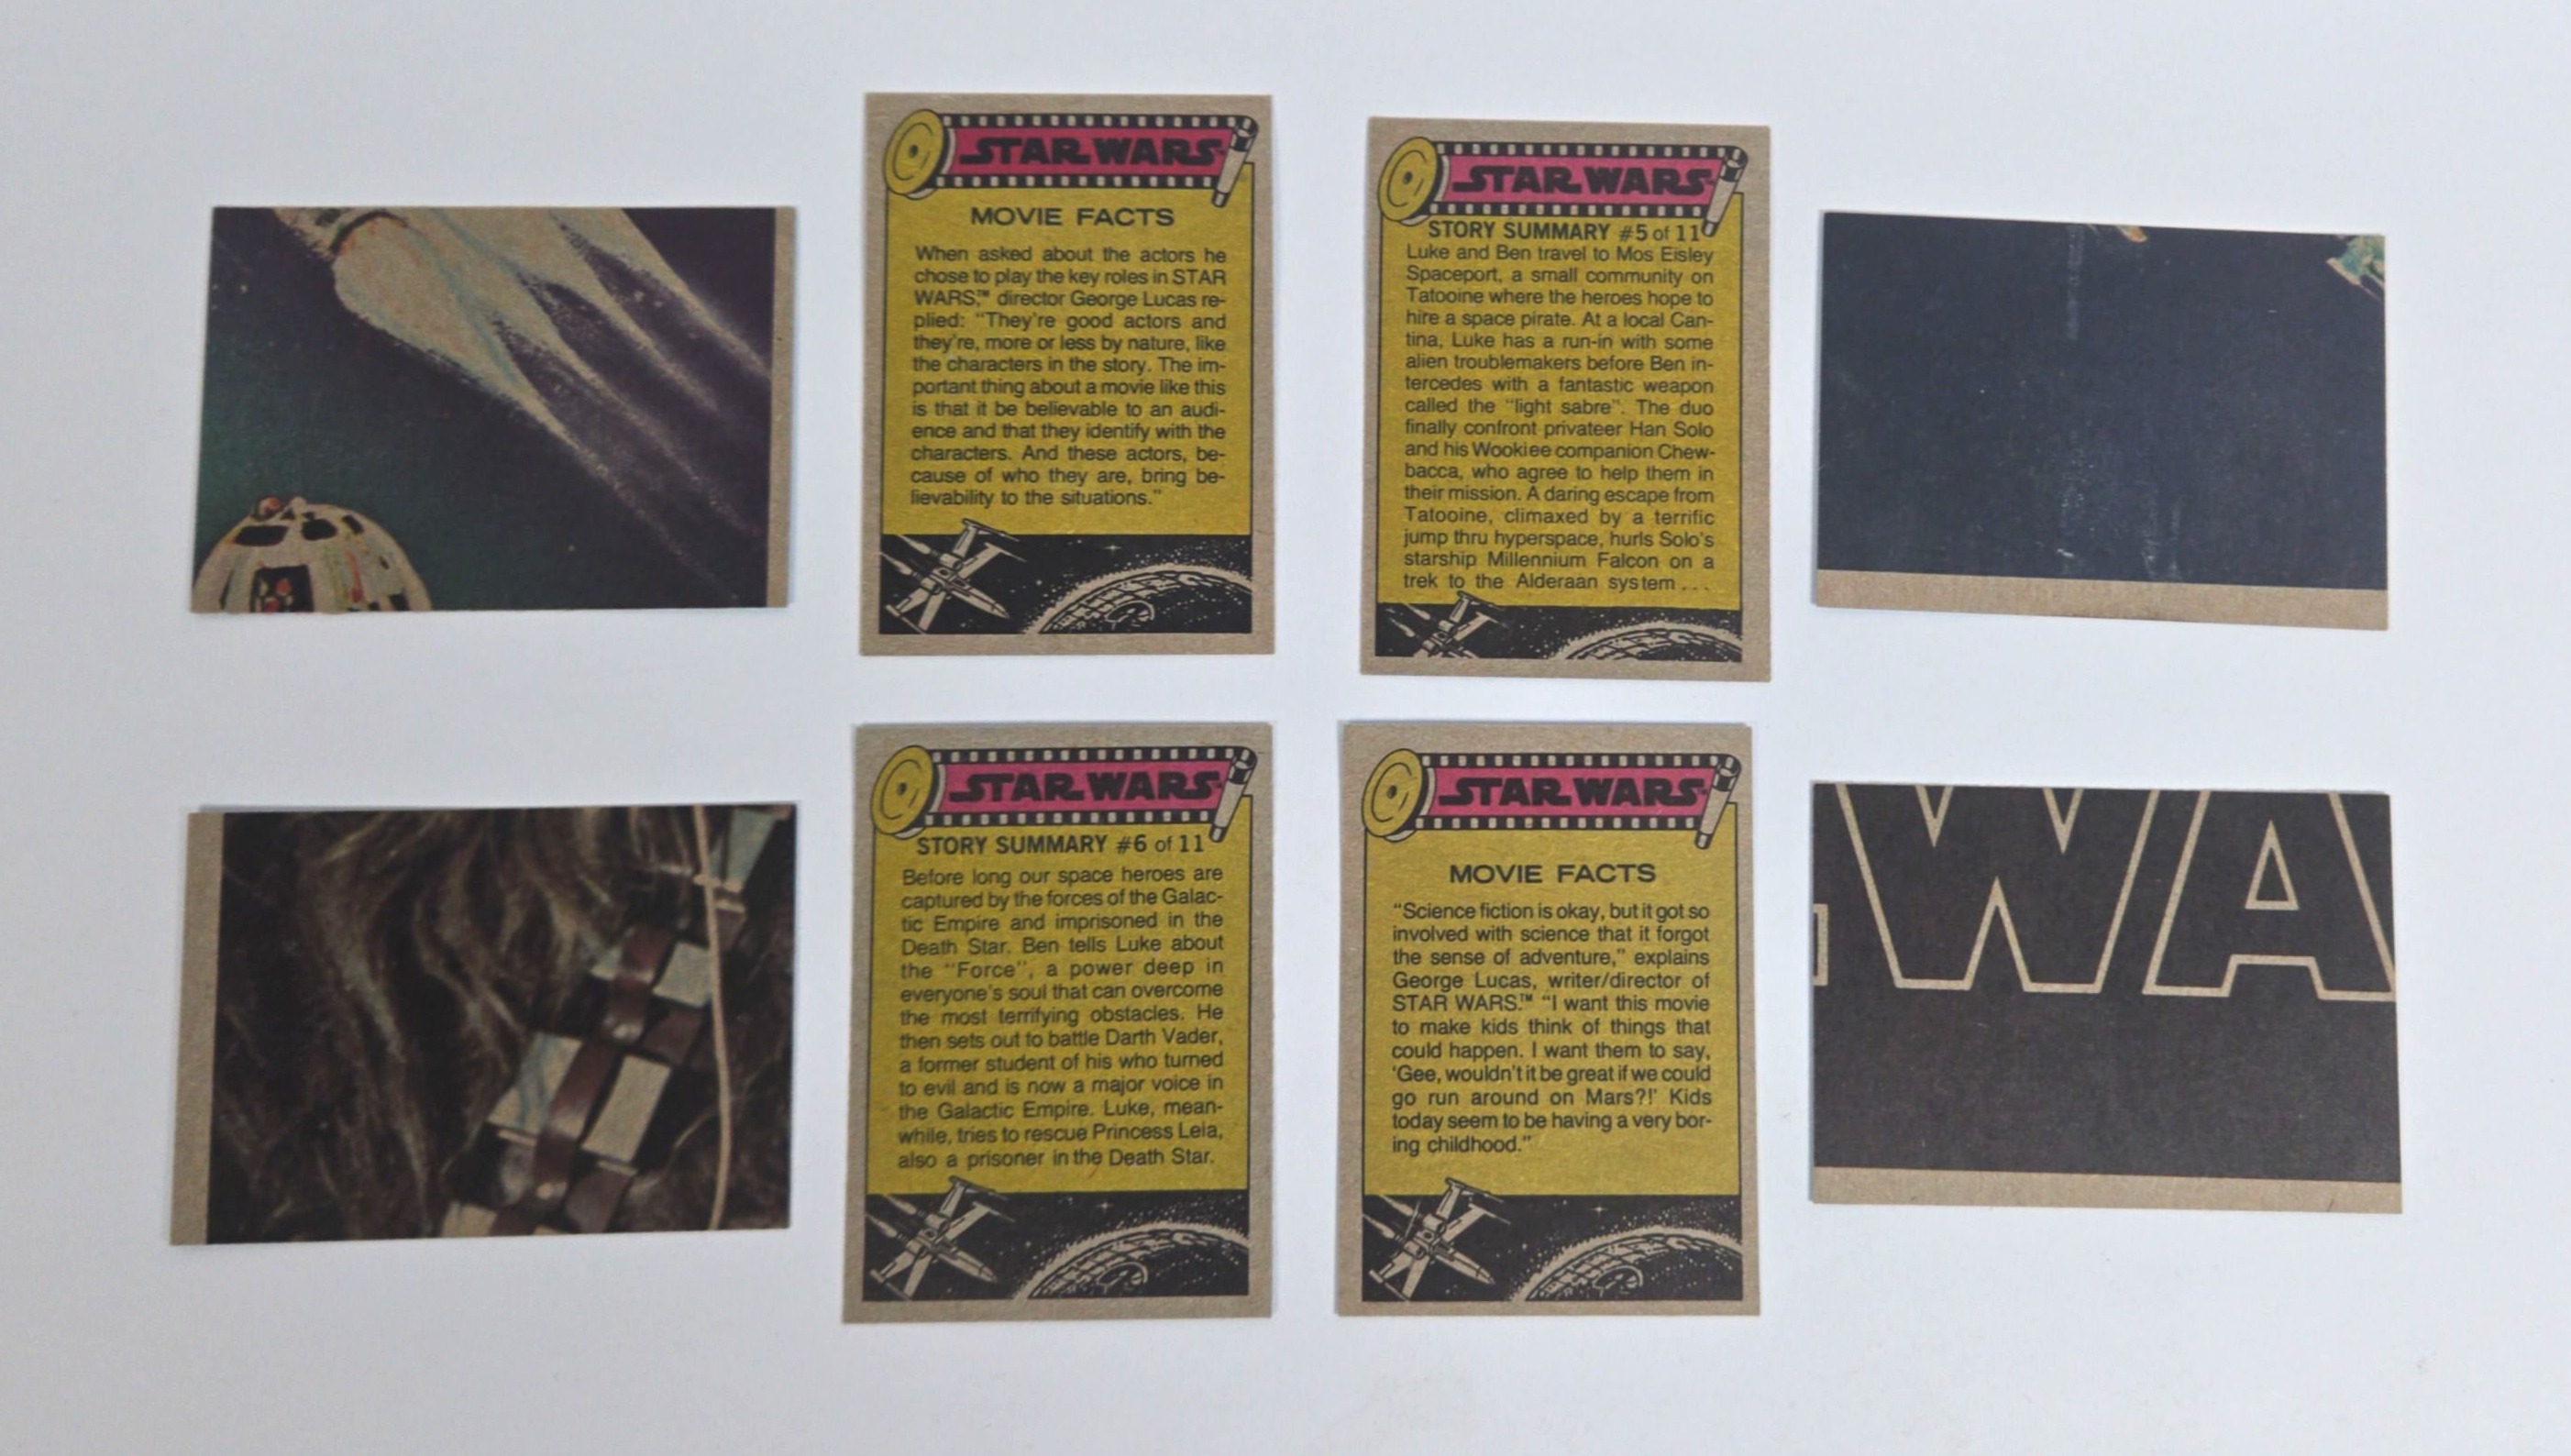 STAR WARS
MOVIE FACTS
When asked about the actors he
chose to play the key roles in STAR
WARS,™ director George Lucas re-
plied: “They’re good actors and
they’re, more or less by nature, like
the characters in the story. The im-
portant thing about a movie like this
is that it be believable to an audi-
ence and that they identify with the
characters. And these actors, be-
cause of who they are, bring be-
lievability to the situations.”
STAR WARS
STORY SUMMARY #5 of 11
Luke and Ben travel to Mos Eisley
Spaceport, a small community on
Tatooine where the heroes hope to
hire a space pirate. At a local Can-
tina, Luke has a run-in with some
alien troublemakers before Ben in-
tercedes with a fantastic weapon
called the “light sabre”. The duo
finally confront privateer Han Solo
and his Wookiee companion Chew-
bacca, who agree to help them in
their mission. A daring escape from
Tatooine, climaxed by a terrific
jump thru hyperspace, hurls Solo’s
starship Millennium Falcon on a
trek to the Alderaan system . . .
STAR WARS
STORY SUMMARY #6 of 11
Before long our space heroes are
captured by the forces of the Galac-
tic Empire and imprisoned in the
Death Star. Ben tells Luke about
the “Force”, a power deep in
everyone’s soul that can overcome
the most terrifying obstacles. He
then sets out to battle Darth Vader,
a former student of his who turned
to evil and is now a major voice in
the Galactic Empire. Luke, mean-
while, tries to rescue Princess Lela,
also a prisoner in the Death Star.
STAR WARS
MOVIE FACTS
“Science fiction is okay, but it got so
involved with science that it forgot
the sense of adventure,” explains
George Lucas, writer/director of
STAR WARS.™ “I want this movie
to make kids think of things that
could happen. I want them to say,
‘Gee, wouldn’t it be great if we could
go run around on Mars?!’ Kids
today seem to be having a very bor-
ing childhood.”
WA